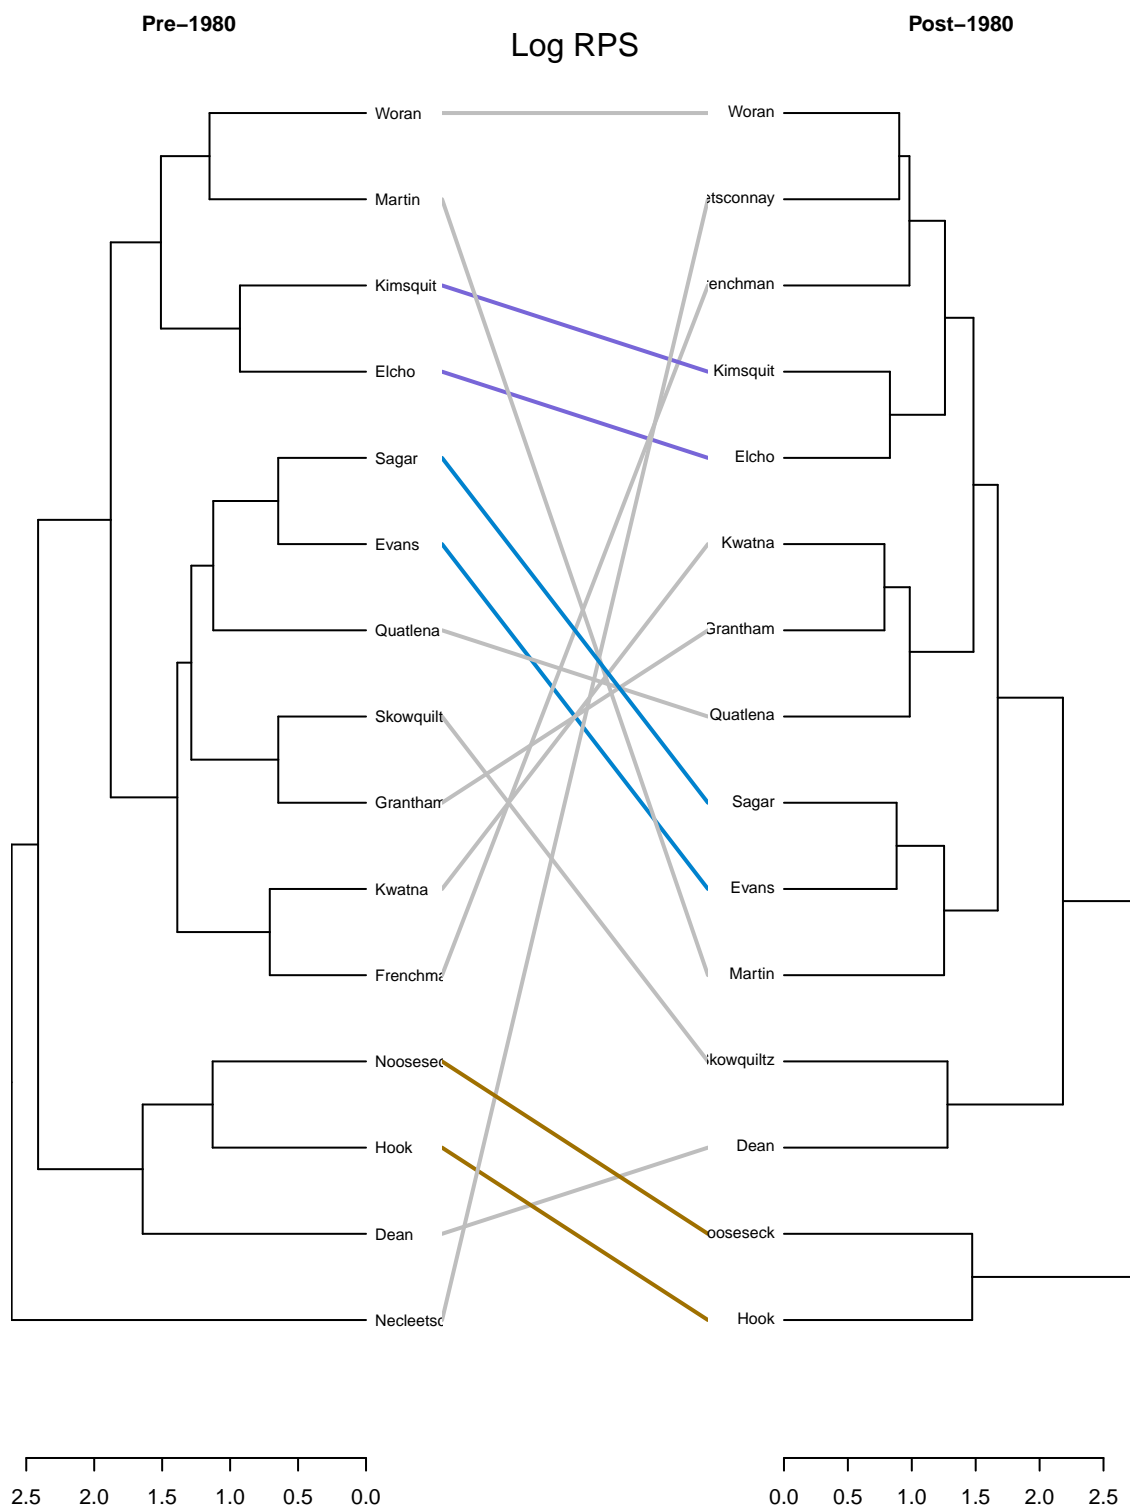 Pre−1980
Post−1980
Log RPS
Woran
Woran
Martin
etsconnay
Kimsquit
renchman
Elcho
Kimsquit
Sagar
Elcho
Evans
Kwatna
Quatlena
Grantham
Skowquilt
Quatlena
Grantham
Sagar
Kwatna
Evans
Frenchma
Martin
Noosesec
Skowquiltz
Hook
Dean
Dean
ooseseck
Necleetsc
Hook
2.5 2.0 1.5 1.0 0.5 0.0
0.0 0.5 1.0 1.5 2.0 2.5